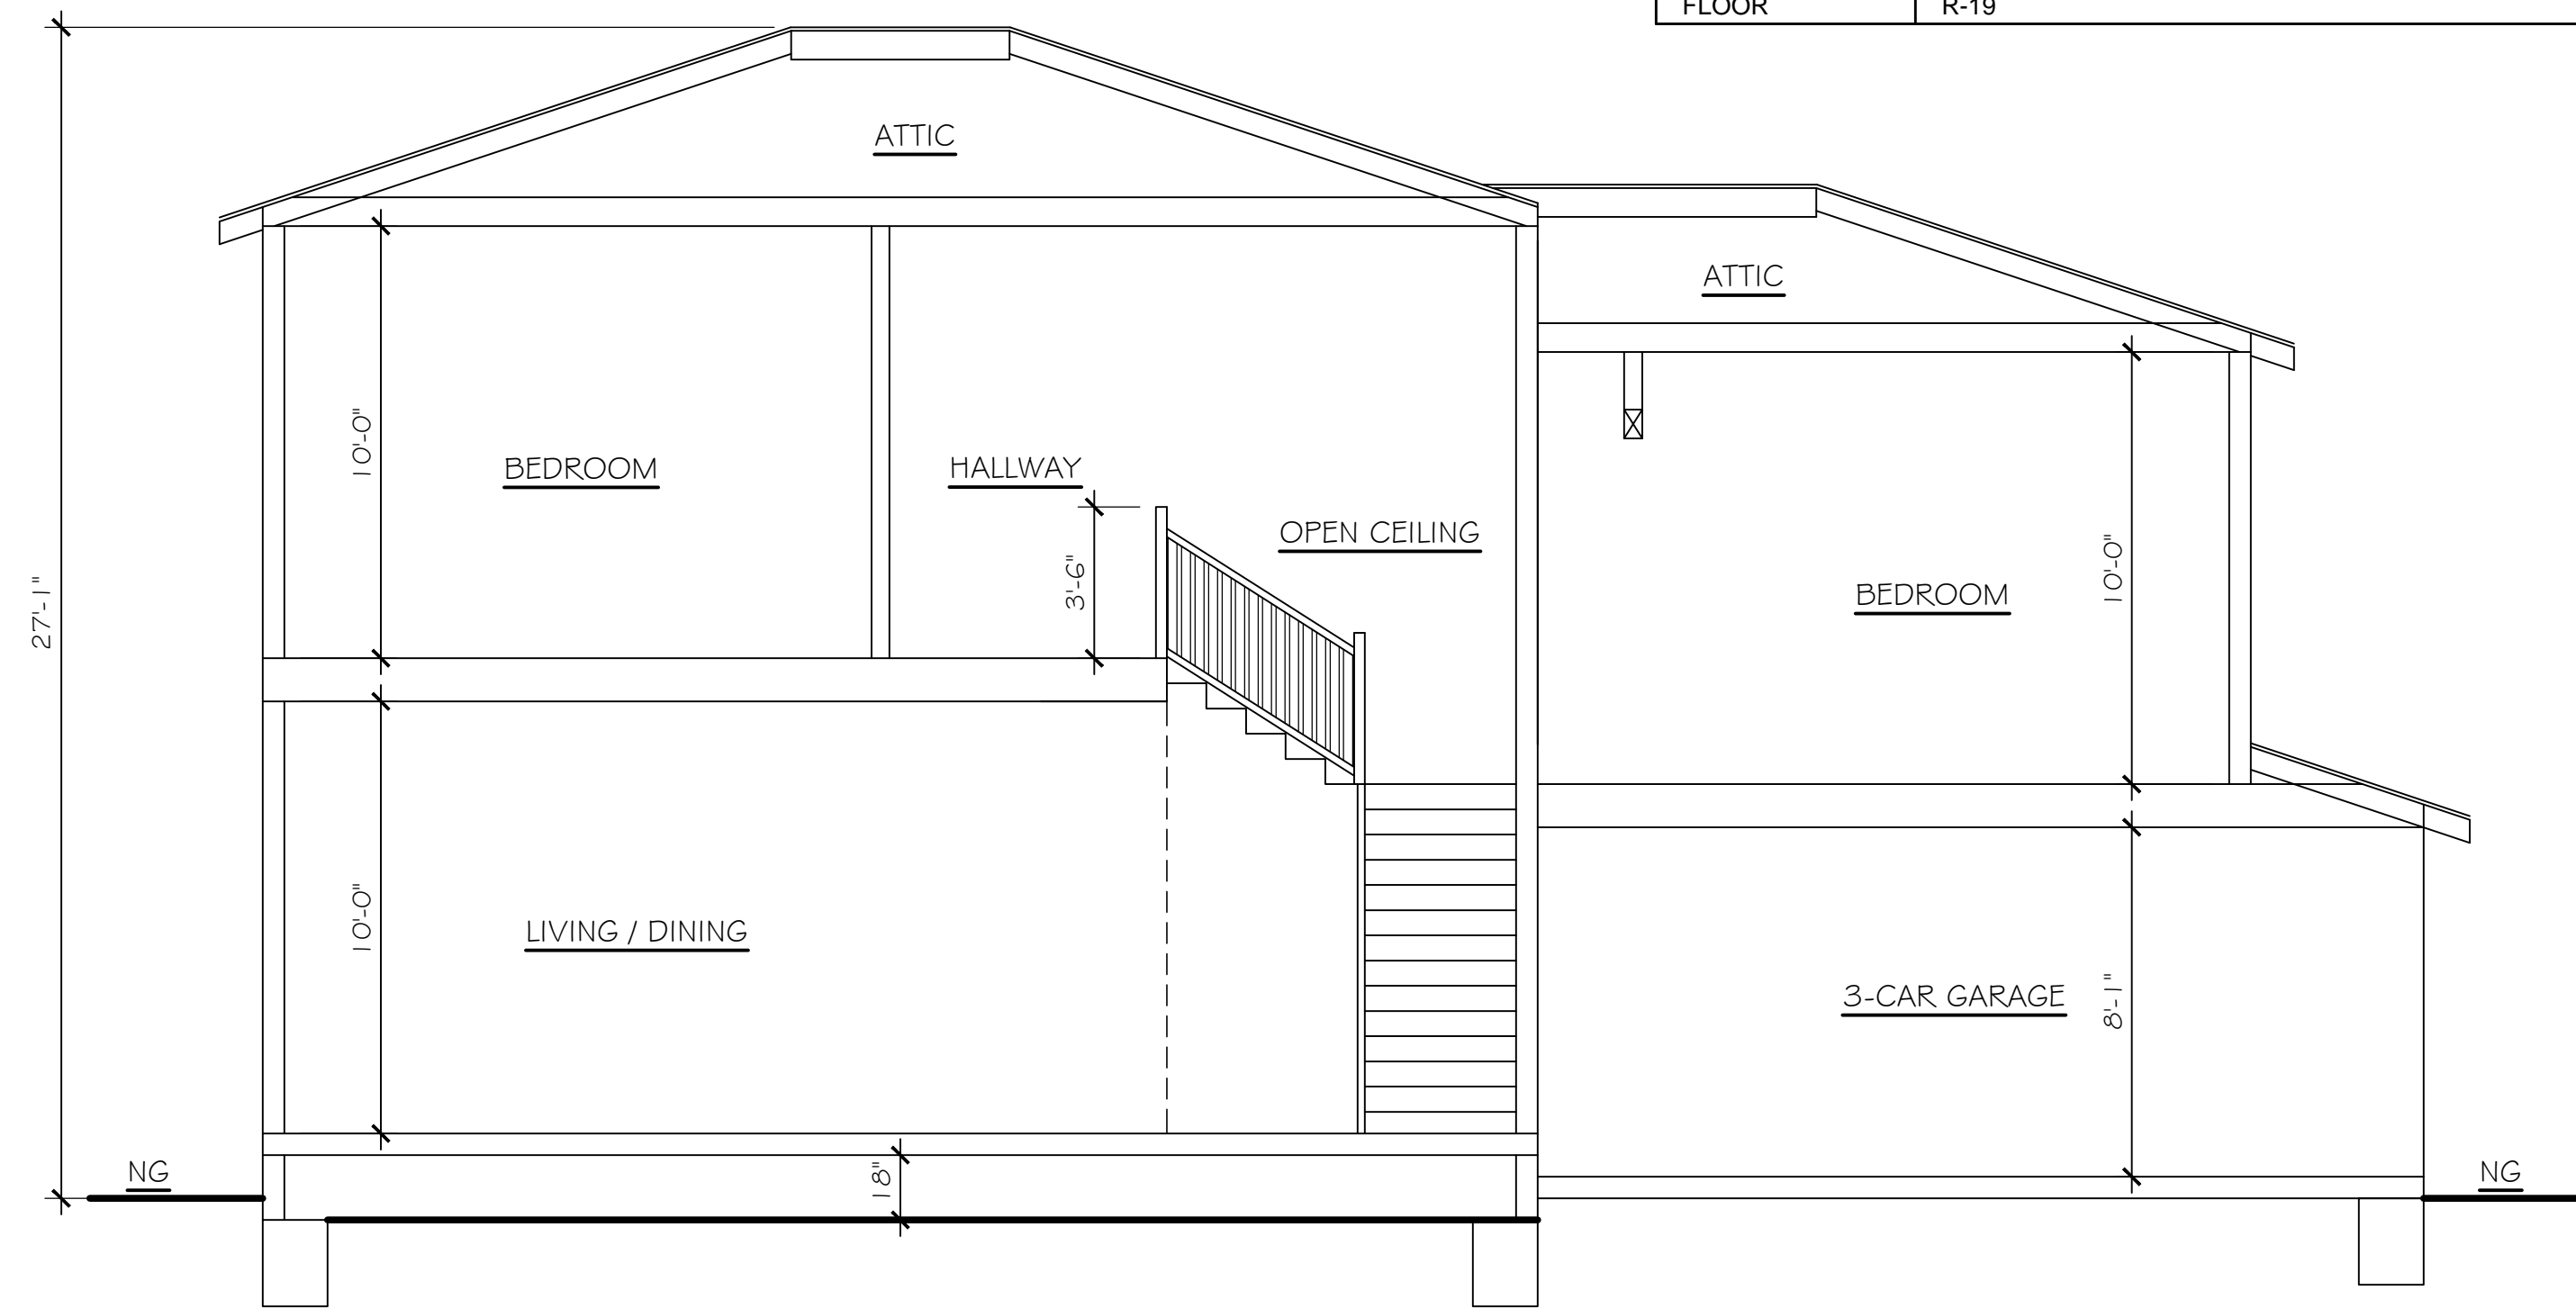 FLOOR R-19
ATTIC
ATTIC
10'-0"
BEDROOM
HALLWAY
OPEN CEILING
3'-6"
27'-1"
BEDROOM
10'-0"
10'-0"
LIVING / DINING
3-CAR GARAGE
8'-1"
NG
18"
NG